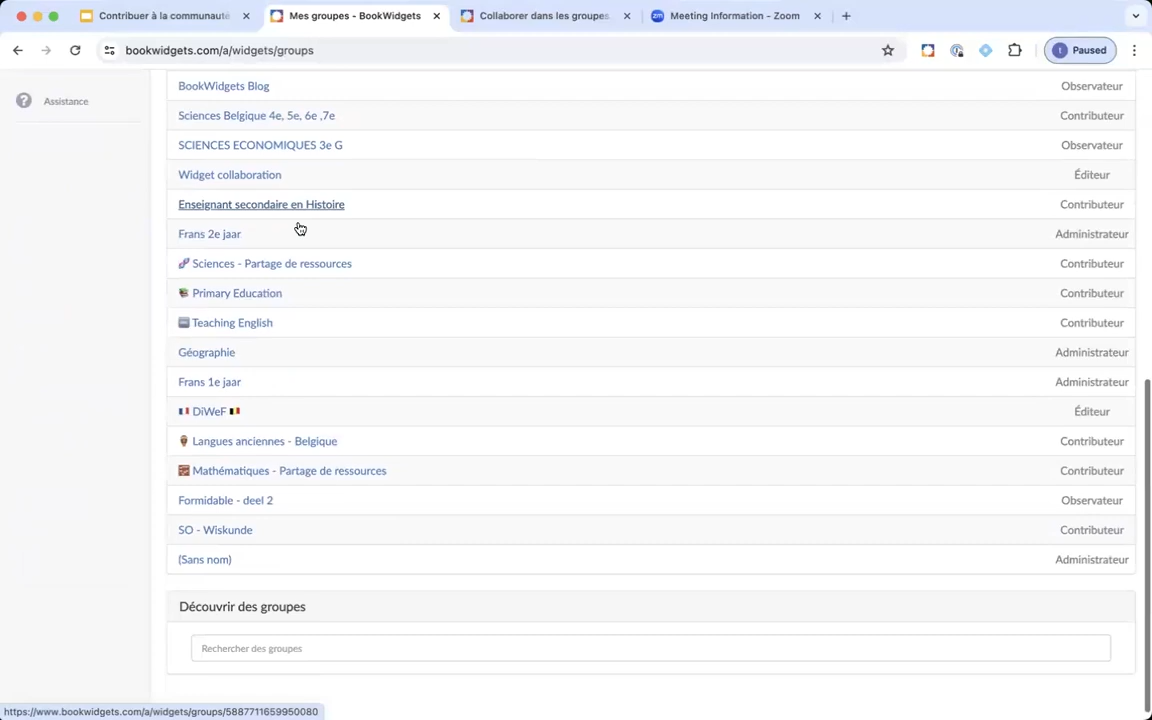 Contribuer à la communauté
Mes groupes - BookWidgets
Collaborer dans les groupes.
zm Meeting Information - Zoom
bookwidgets.com/a/widgets/groups
t Paused
? Assistance
BookWidgets Blog Observateur
Sciences Belgique 4e, 5e, 6e ,7e Contributeur
SCIENCES ECONOMIQUES 3e G Observateur
Widget collaboration Éditeur
Enseignant secondaire en Histoire Contributeur
Frans 2e jaar Administrateur
Sciences - Partage de ressources Contributeur
Primary Education Contributeur
Teaching English Contributeur
Géographie Administrateur
Frans 1e jaar Administrateur
DiWeF Éditeur
Langues anciennes - Belgique Contributeur
Mathématiques - Partage de ressources Contributeur
Formidable - deel 2 Observateur
SO - Wiskunde Contributeur
(Sans nom) Administrateur
Découvrir des groupes
Rechercher des groupes
https://www.bookwidgets.com/a/widgets/groups/5887711659950080